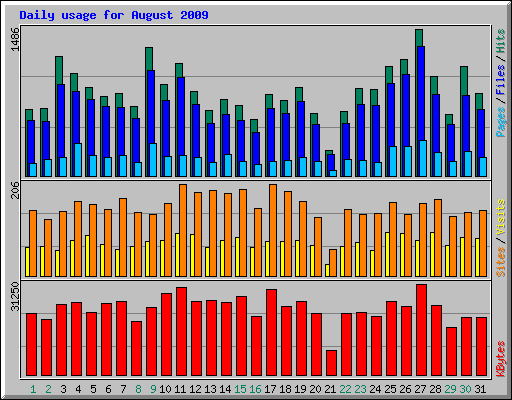 Daily usage for August 2009
1486
Pages / Files / Hits
206
Sites / Visits
31250
KBytes
1 2 3 4 5 6 7 8 9 10 11 12 13 14 15 16 17 18 19 20 21 22 23 24 25 26 27 28 29 30 31